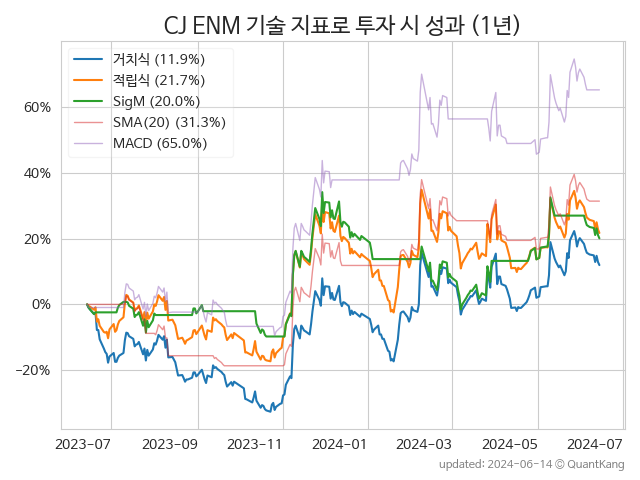 CJ ENM 기술 지표로 투자 시 성과 (1년)
거치식 (11.9%)
적립식 (21.7%)
SigM (20.0%)
SMA(20) (31.3%)
MACD (65.0%)
60%
40%
20%
0%
−20%
2023-07 2023-09 2023-11 2024-01 2024-03 2024-05 2024-07
updated: 2024-06-14 © QuantKang